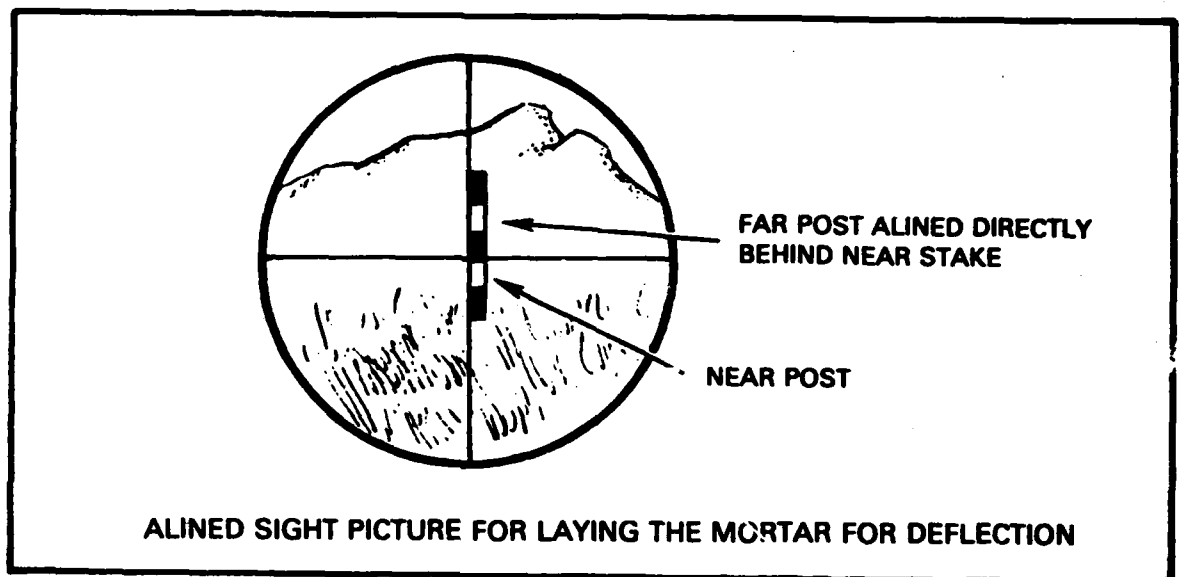 FAR POST ALINED DIRECTLY
BEHIND NEAR STAKE
NEAR POST
ALINED SIGHT PICTURE FOR LAYING THE MORTAR FOR DEFLECTION